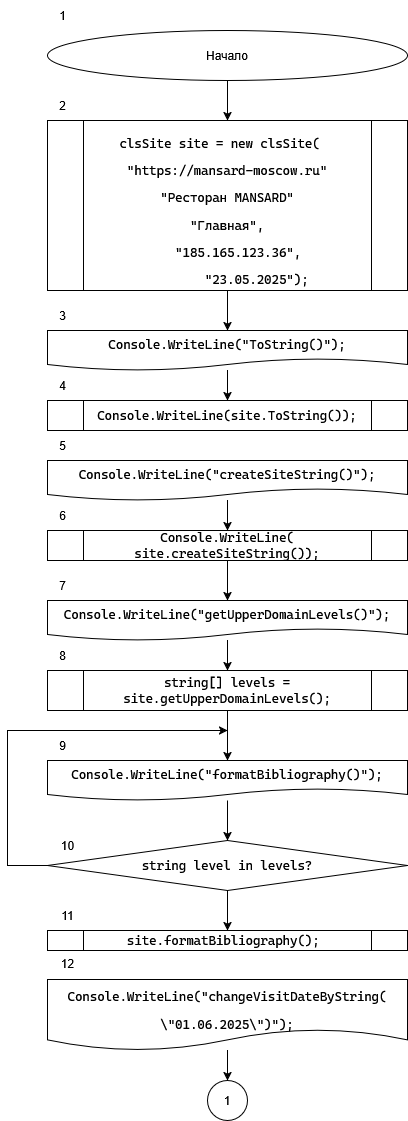 1
Начало
2
clsSite site = new clsSite(
"https://mansard-moscow.ru"
"Ресторан MANSARD"
"Главная",
"185.165.123.36",
"23.05.2025");
3
Console.WriteLine("ToString()");
4
Console.WriteLine(site.ToString());
5
Console.WriteLine("createSiteString()");
6
Console.WriteLine(
site.createSiteString());
7
Console.WriteLine("getUpperDomainLevels()");
8
string[] levels =
site.getUpperDomainLevels();
9
Console.WriteLine("formatBibliography()");
10
string level in levels?
11
site.formatBibliography();
12
Console.WriteLine("changeVisitDateByString(
\"01.06.2025\")");
1